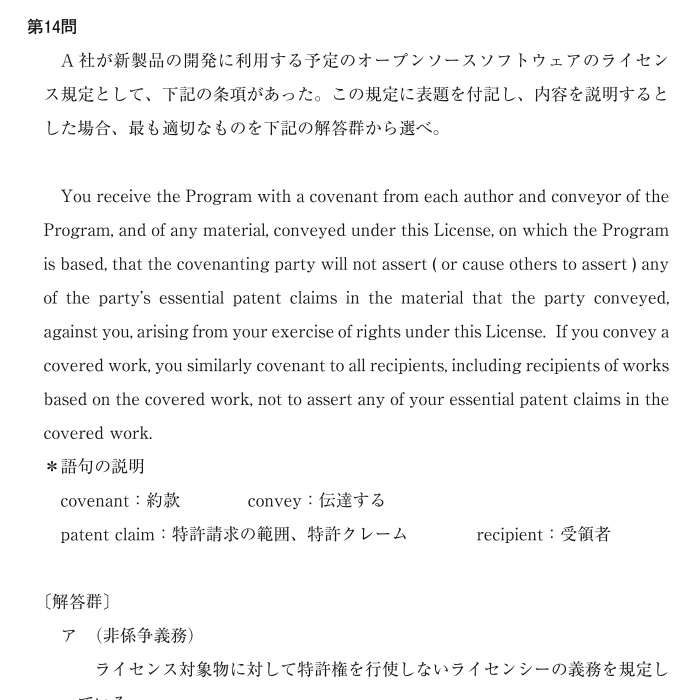 第14問
A社が新製品の開発に利用する予定のオープンソースソフトウェアのライセン
ス規定として、下記の条項があった。この規定に表題を付記し、内容を説明すると
した場合、最も適切なものを下記の解答群から選べ。
You receive the Program with a covenant from each author and conveyor of the
Program, and of any material, conveyed under this License, on which the Program
is based, that the covenanting party will not assert ( or cause others to assert ) any
of the party's essential patent claims in the material that the party conveyed,
against you, arising from your exercise of rights under this License. If you convey a
covered work, you similarly covenant to all recipients, including recipients of works
based on the covered work, not to assert any of your essential patent claims in the
covered work.
＊語句の説明
covenant：約款 convey：伝達する
patent claim：特許請求の範囲、特許クレーム recipient：受領者
〔解答群〕
ア （非係争義務）
ライセンス対象物に対して特許権を行使しないライセンシーの義務を規定し